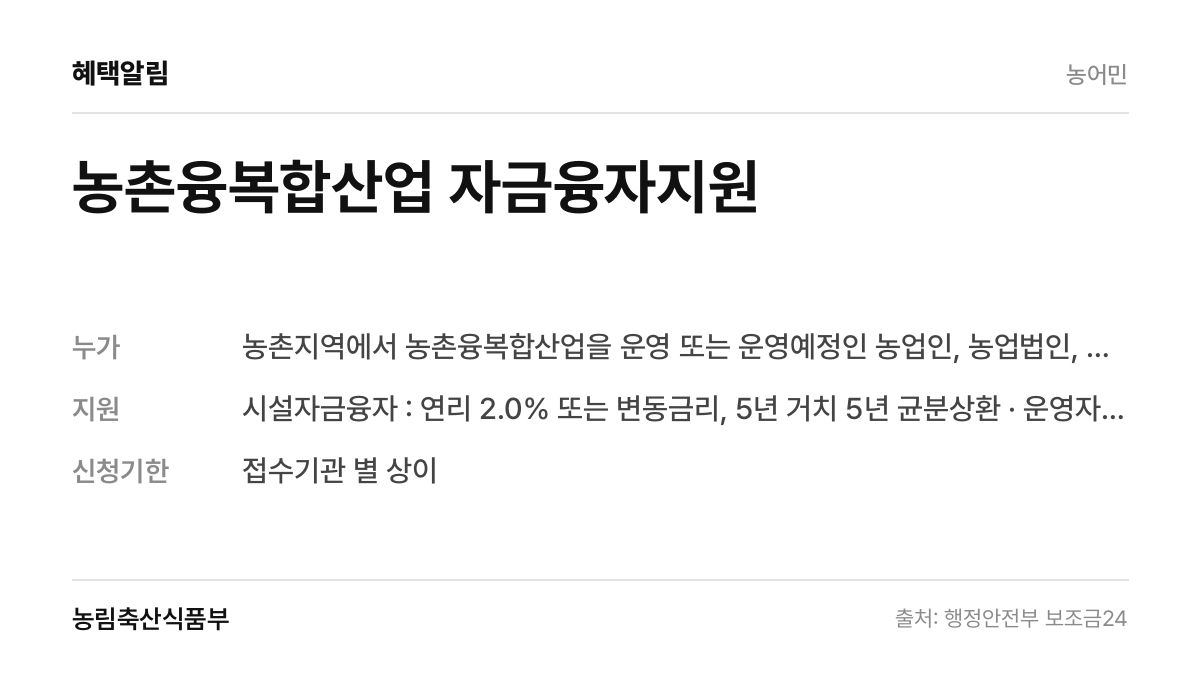 혜택알림
농어민
농촌융복합산업 자금융자지원
누가 농촌지역에서 농촌융복합산업을 운영 또는 운영예정인 농업인, 농업법인, ...
지원 시설자금융자 : 연리 2.0% 또는 변동금리, 5년 거치 5년 균분상환 · 운영자...
신청기한 접수기관 별 상이
농림축산식품부
출처: 행정안전부 보조금24